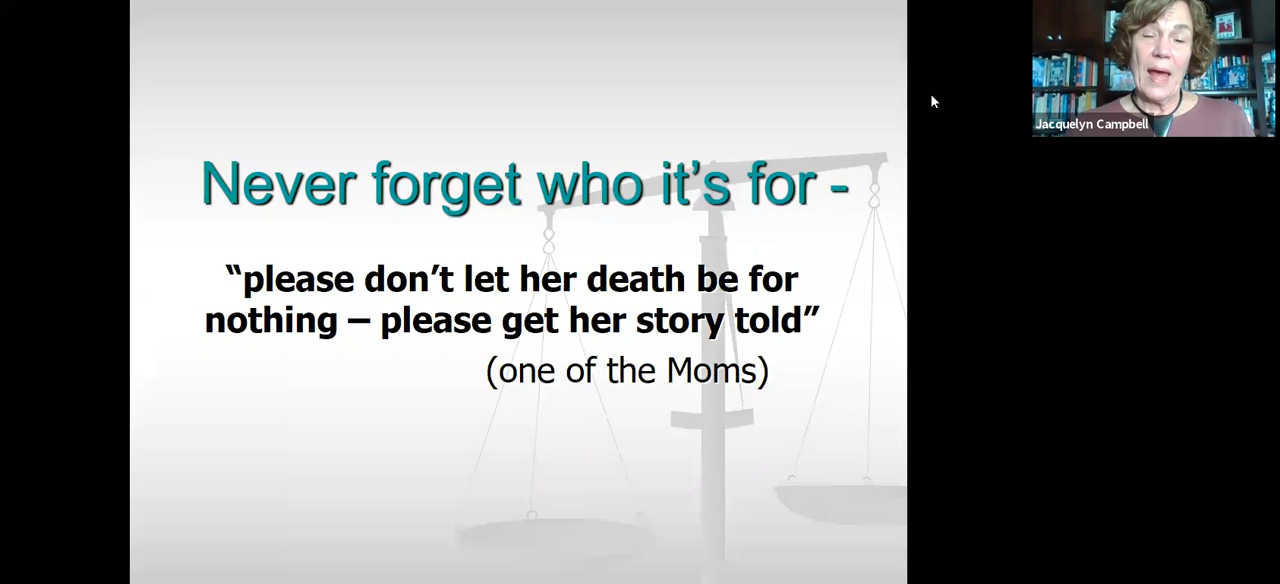 Never forget who it’s for -
“please don’t let her death be for
nothing – please get her story told”
(one of the Moms)
Jacquelyn Campbell